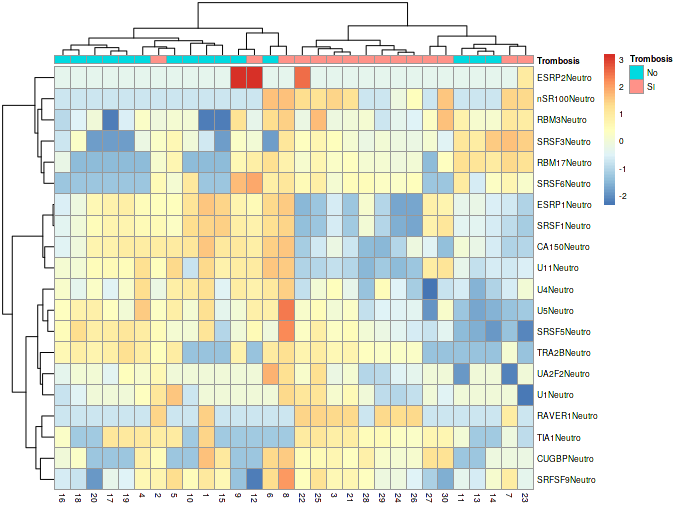 Trombosis
3
2
1
0
-1
-2
Trombosis
No
SI
ESRP2Neutro
nSR100Neutro
RBM3Neutro
SRSF3Neutro
RBM17Neutro
SRSF6Neutro
ESRP1Neutro
SRSF1Neutro
CA150Neutro
U11Neutro
U4Neutro
U5Neutro
SRSF5Neutro
TRA2BNeutro
UA2F2Neutro
U1Neutro
RAVER1Neutro
TIA1Neutro
CUGBPNeutro
SRFSF9Neutro
16 18 20 17 19 4 2 5 10 1 15 9 12 6 8 22 25 3 21 28 29 24 26 27 30 11 13 14 7 23